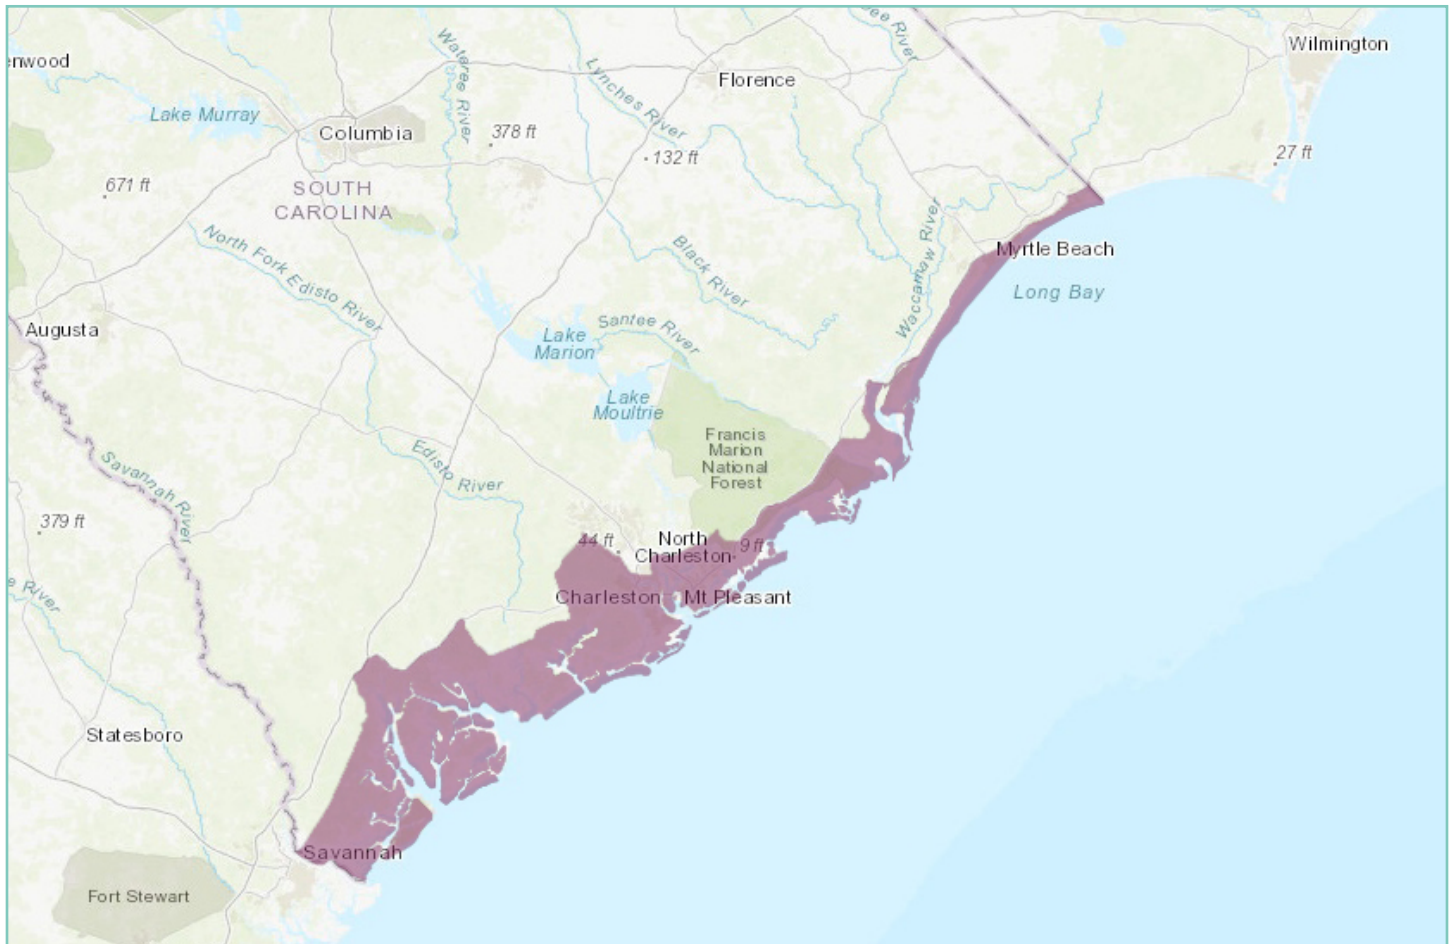 ee River
Wilmington
enwood
Wateree River
Lynches River
Florence
Lake Murray
Columbia
378 ft
132 ft
27 ft
671 ft
SOUTH
CAROLINA
North Fork Edisto River
Black River
Waccamaw River
Myrtle Beach
Long Bay
Augusta
Lake
Marion
Santee River
Lake
Moultrie
Francis
Marion
National
Forest
Edisto River
Savannah River
379 ft
44 ft
North
Charleston
9 ft
e River
Charleston
Mt Pleasant
Statesboro
Savannah
Fort Stewart